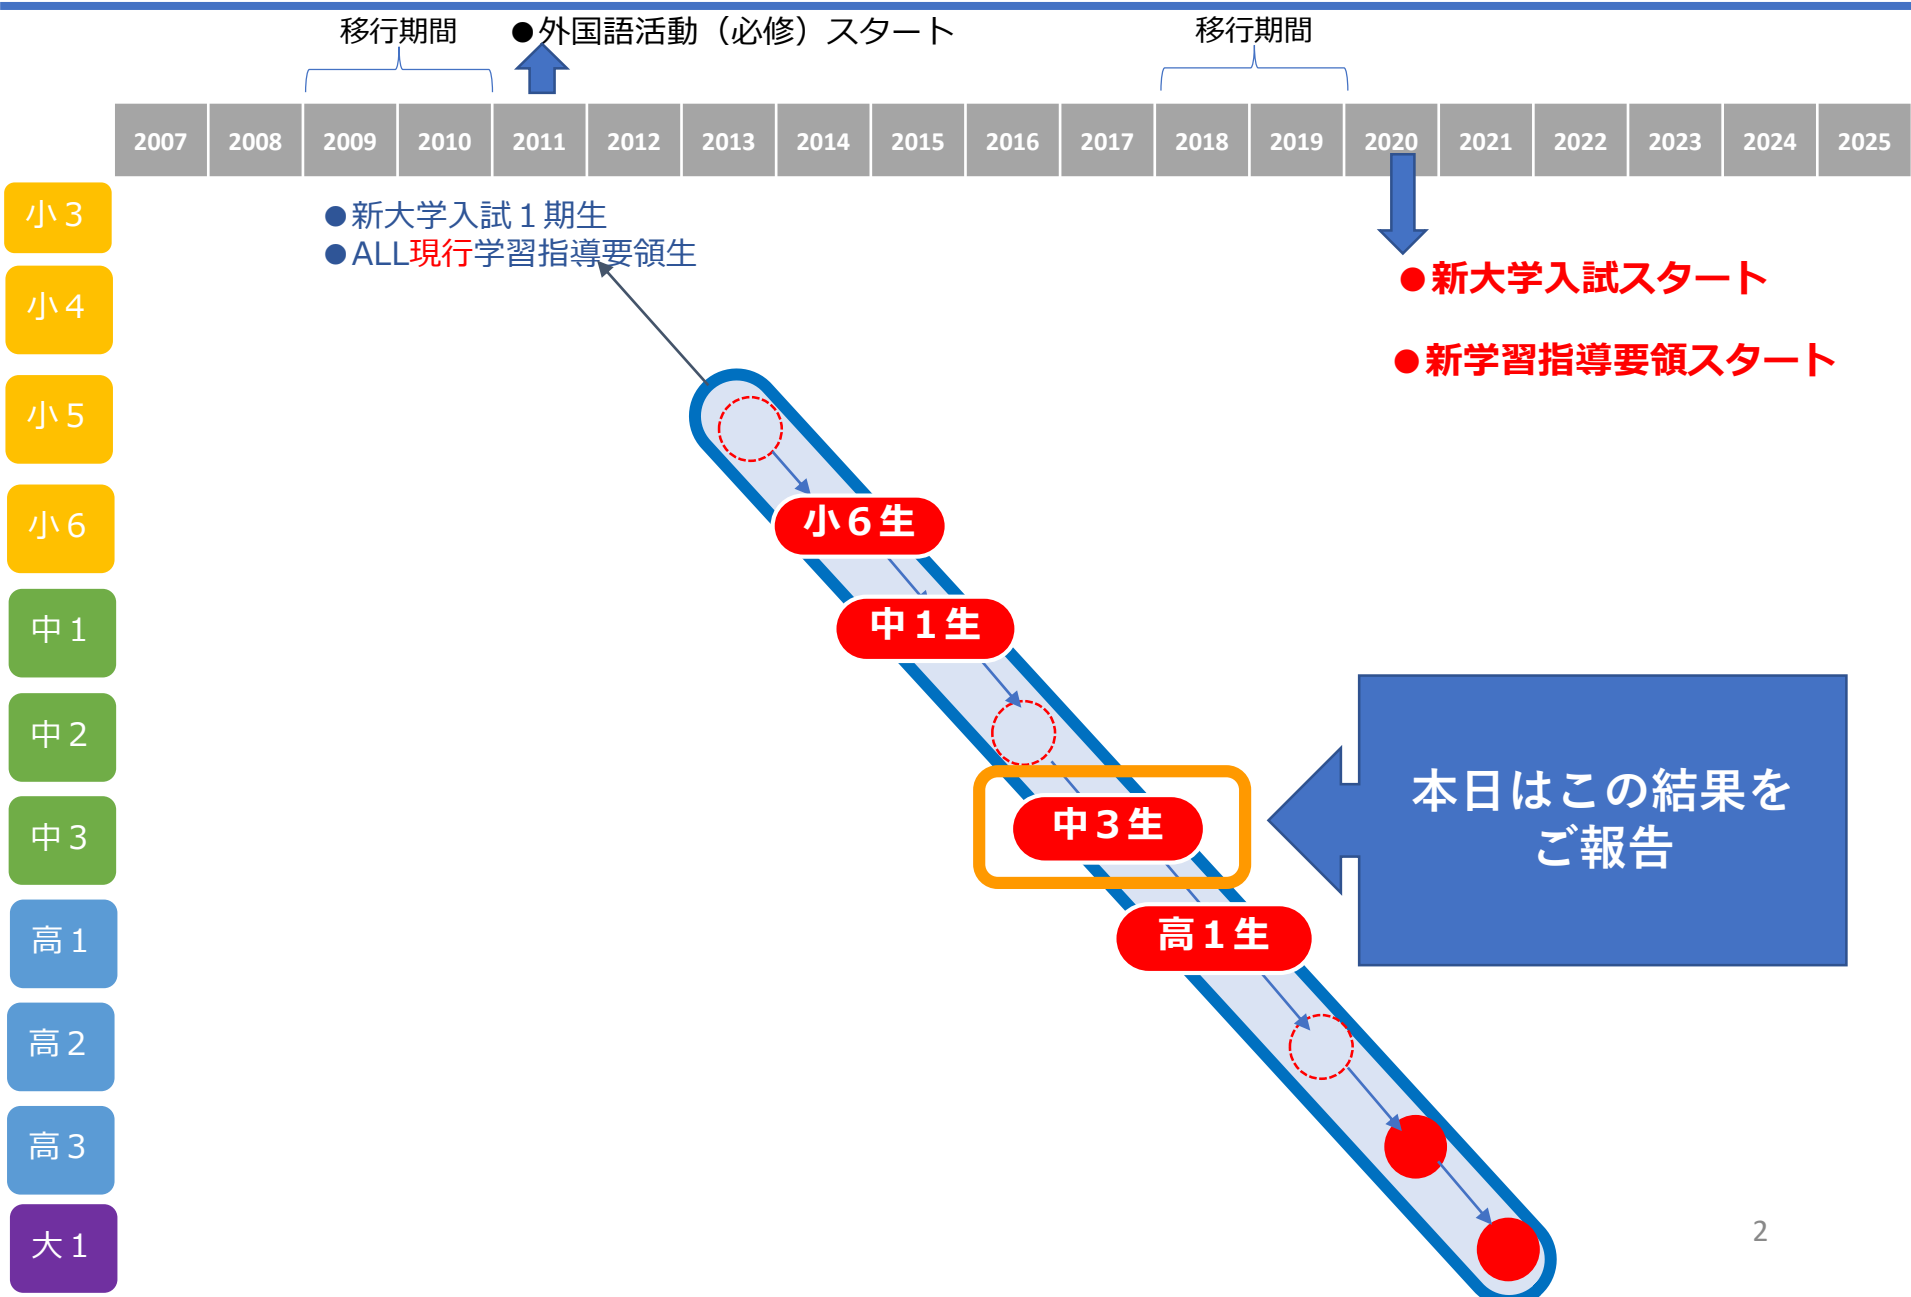 移行期間
●外国語活動（必修）スタート
移行期間
2007 2008 2009 2010 2011 2012 2013 2014 2015 2016 2017 2018 2019 2020 2021 2022 2023 2024 2025
小３
●新大学入試１期生
●ALL現行学習指導要領生
●新大学入試スタート
小４
●新学習指導要領スタート
小５
小６
小６生
中１
中１生
中２
本日はこの結果を
ご報告
中３
中３生
高１
高１生
高２
高３
大１
2